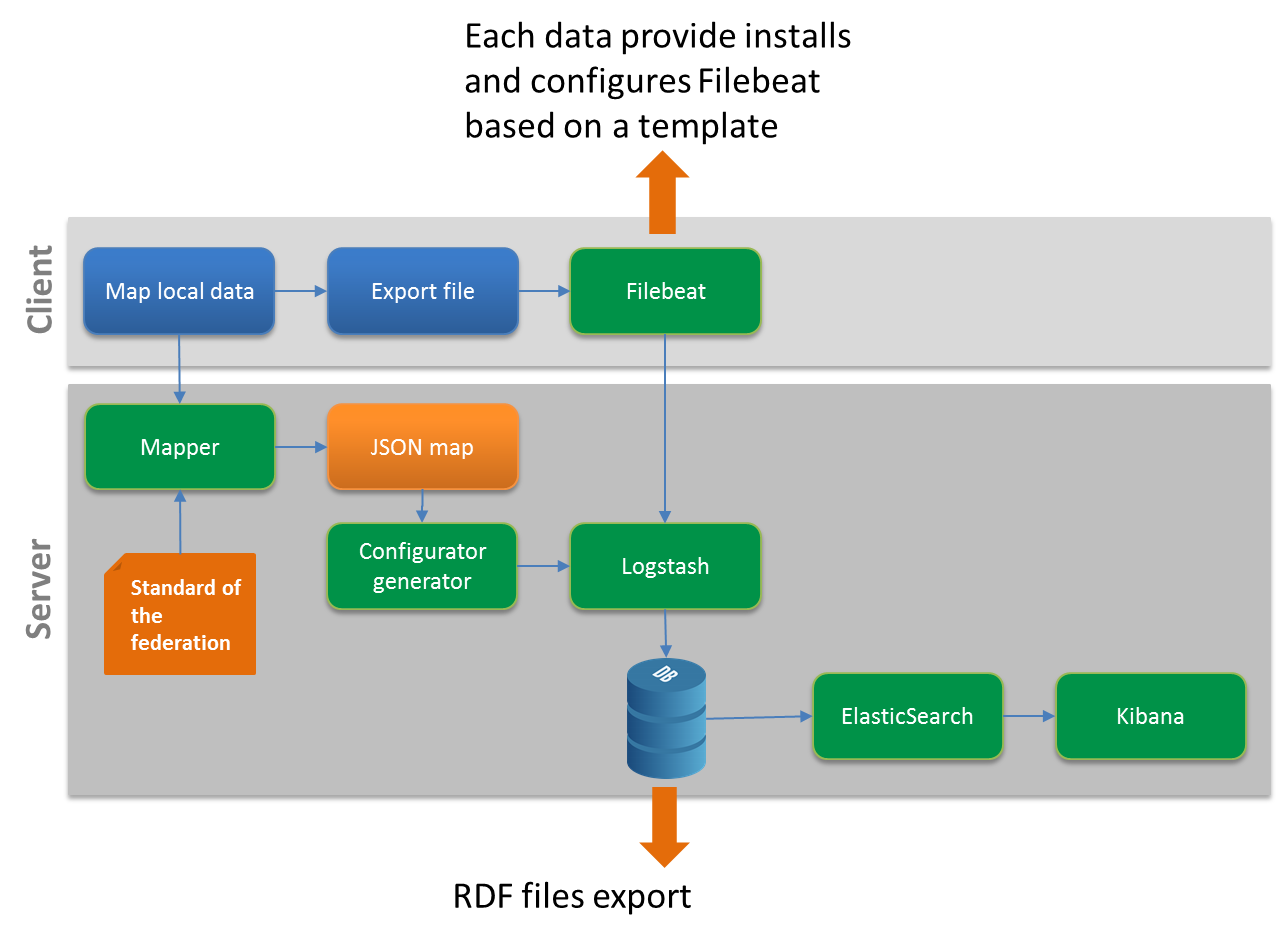 Each data provide installs
and configures Filebeat
based on a template
Client
Map local data
Export file
Filebeat
Server
Mapper
JSON map
Standard of
the
federation
Configurator
generator
Logstash
DB
ElasticSearch
Kibana
RDF files export